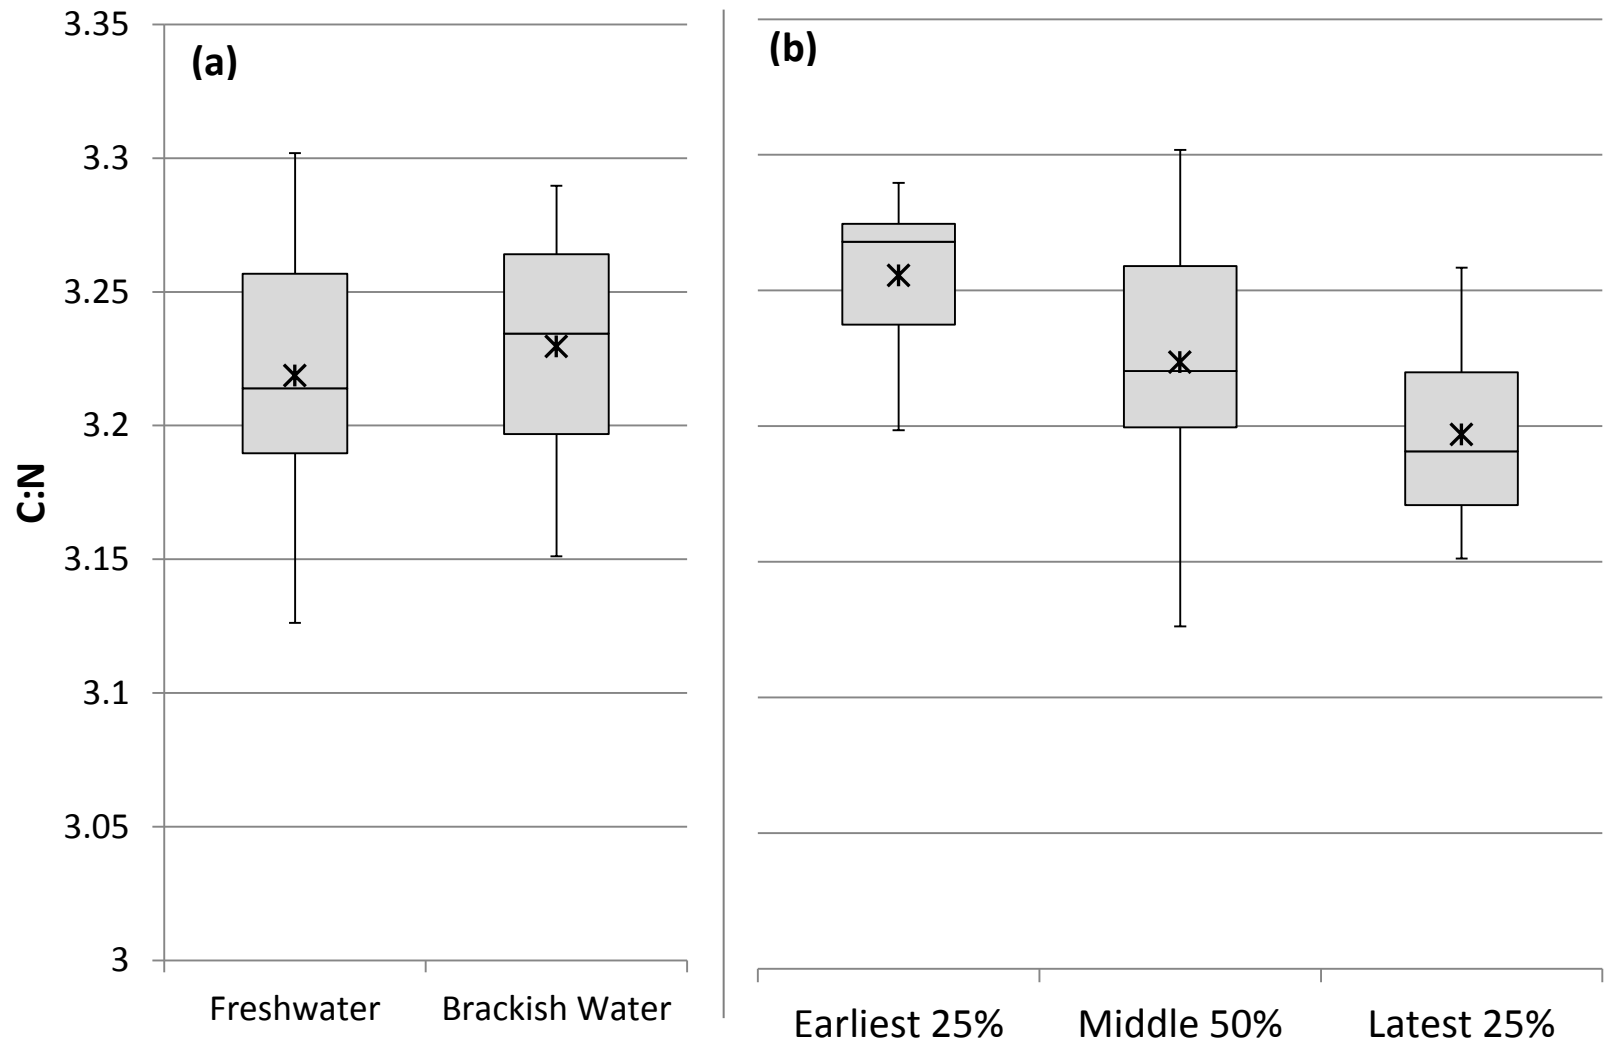 (a)
(b)
C:N
3.35
3.3
3.25
3.2
3.15
3.1
3.05
3
Freshwater
Brackish Water
Earliest 25%
Middle 50%
Latest 25%